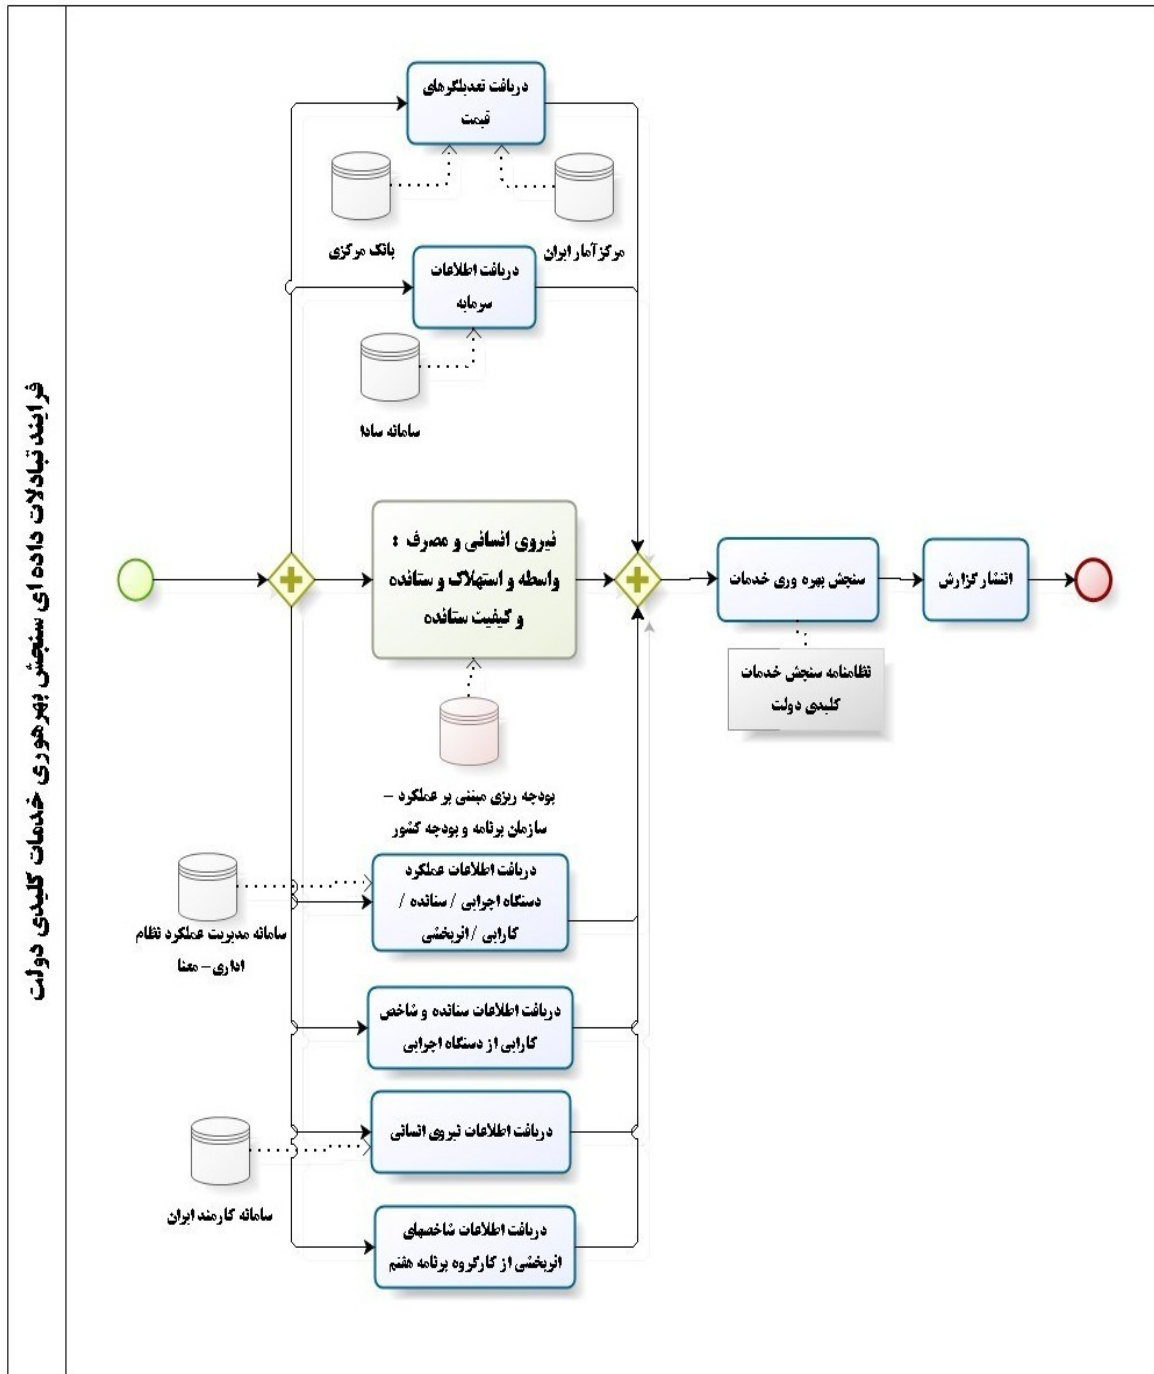 فرایند تبادلات داده ای سنجش بهره‌وری خدمات کلیدی دولت
دریافت تعدیلگرهای
قیمت
بانک مرکزی
مرکز آمار ایران
دریافت اطلاعات
سرمایه
سامانه سادا
نیروی انسانی و مصرف :
واسطه و استهلاک و ستانده
و کیفیت ستانده
سنجش بهره وری خدمات
انتشار گزارش
نظامنامه سنجش خدمات
کلیدی دولت
بودجه ریزی مبتنی بر عملکرد –
سازمان برنامه و بودجه کشور
دریافت اطلاعات عملکرد
دستگاه اجرایی / ستانده /
کارایی / اثربخشی
سامانه مدیریت عملکرد نظام
اداری- معنا
دریافت اطلاعات ستانده و شاخص
کارایی از دستگاه اجرایی
دریافت اطلاعات نیروی انسانی
سامانه کارمند ایران
دریافت اطلاعات شاخصهای
اثربخشی از کارگروه برنامه هفتم